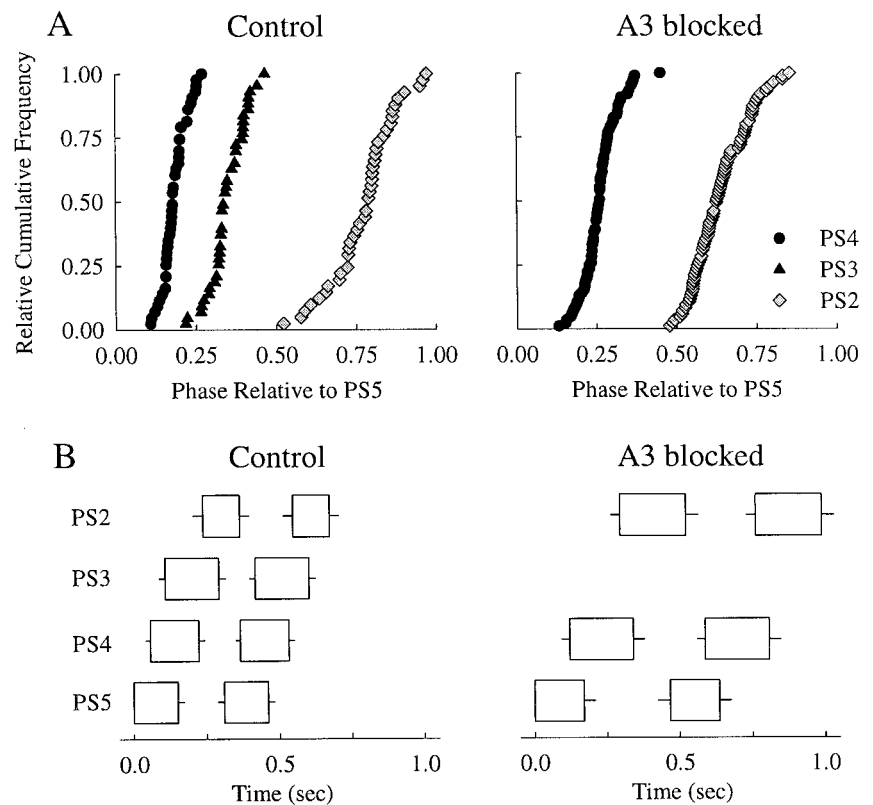 A
Control
A3 blocked
Relative Cumulative Frequency
1.00
0.75
0.50
0.25
0.00
0.00 0.25 0.50 0.75 1.00
Phase Relative to PS5
0.00 0.25 0.50 0.75 1.00
Phase Relative to PS5
PS4
PS3
PS2
B
Control
A3 blocked
PS2
PS3
PS4
PS5
0.0 0.5 1.0
Time (sec)
0.0 0.5 1.0
Time (sec)